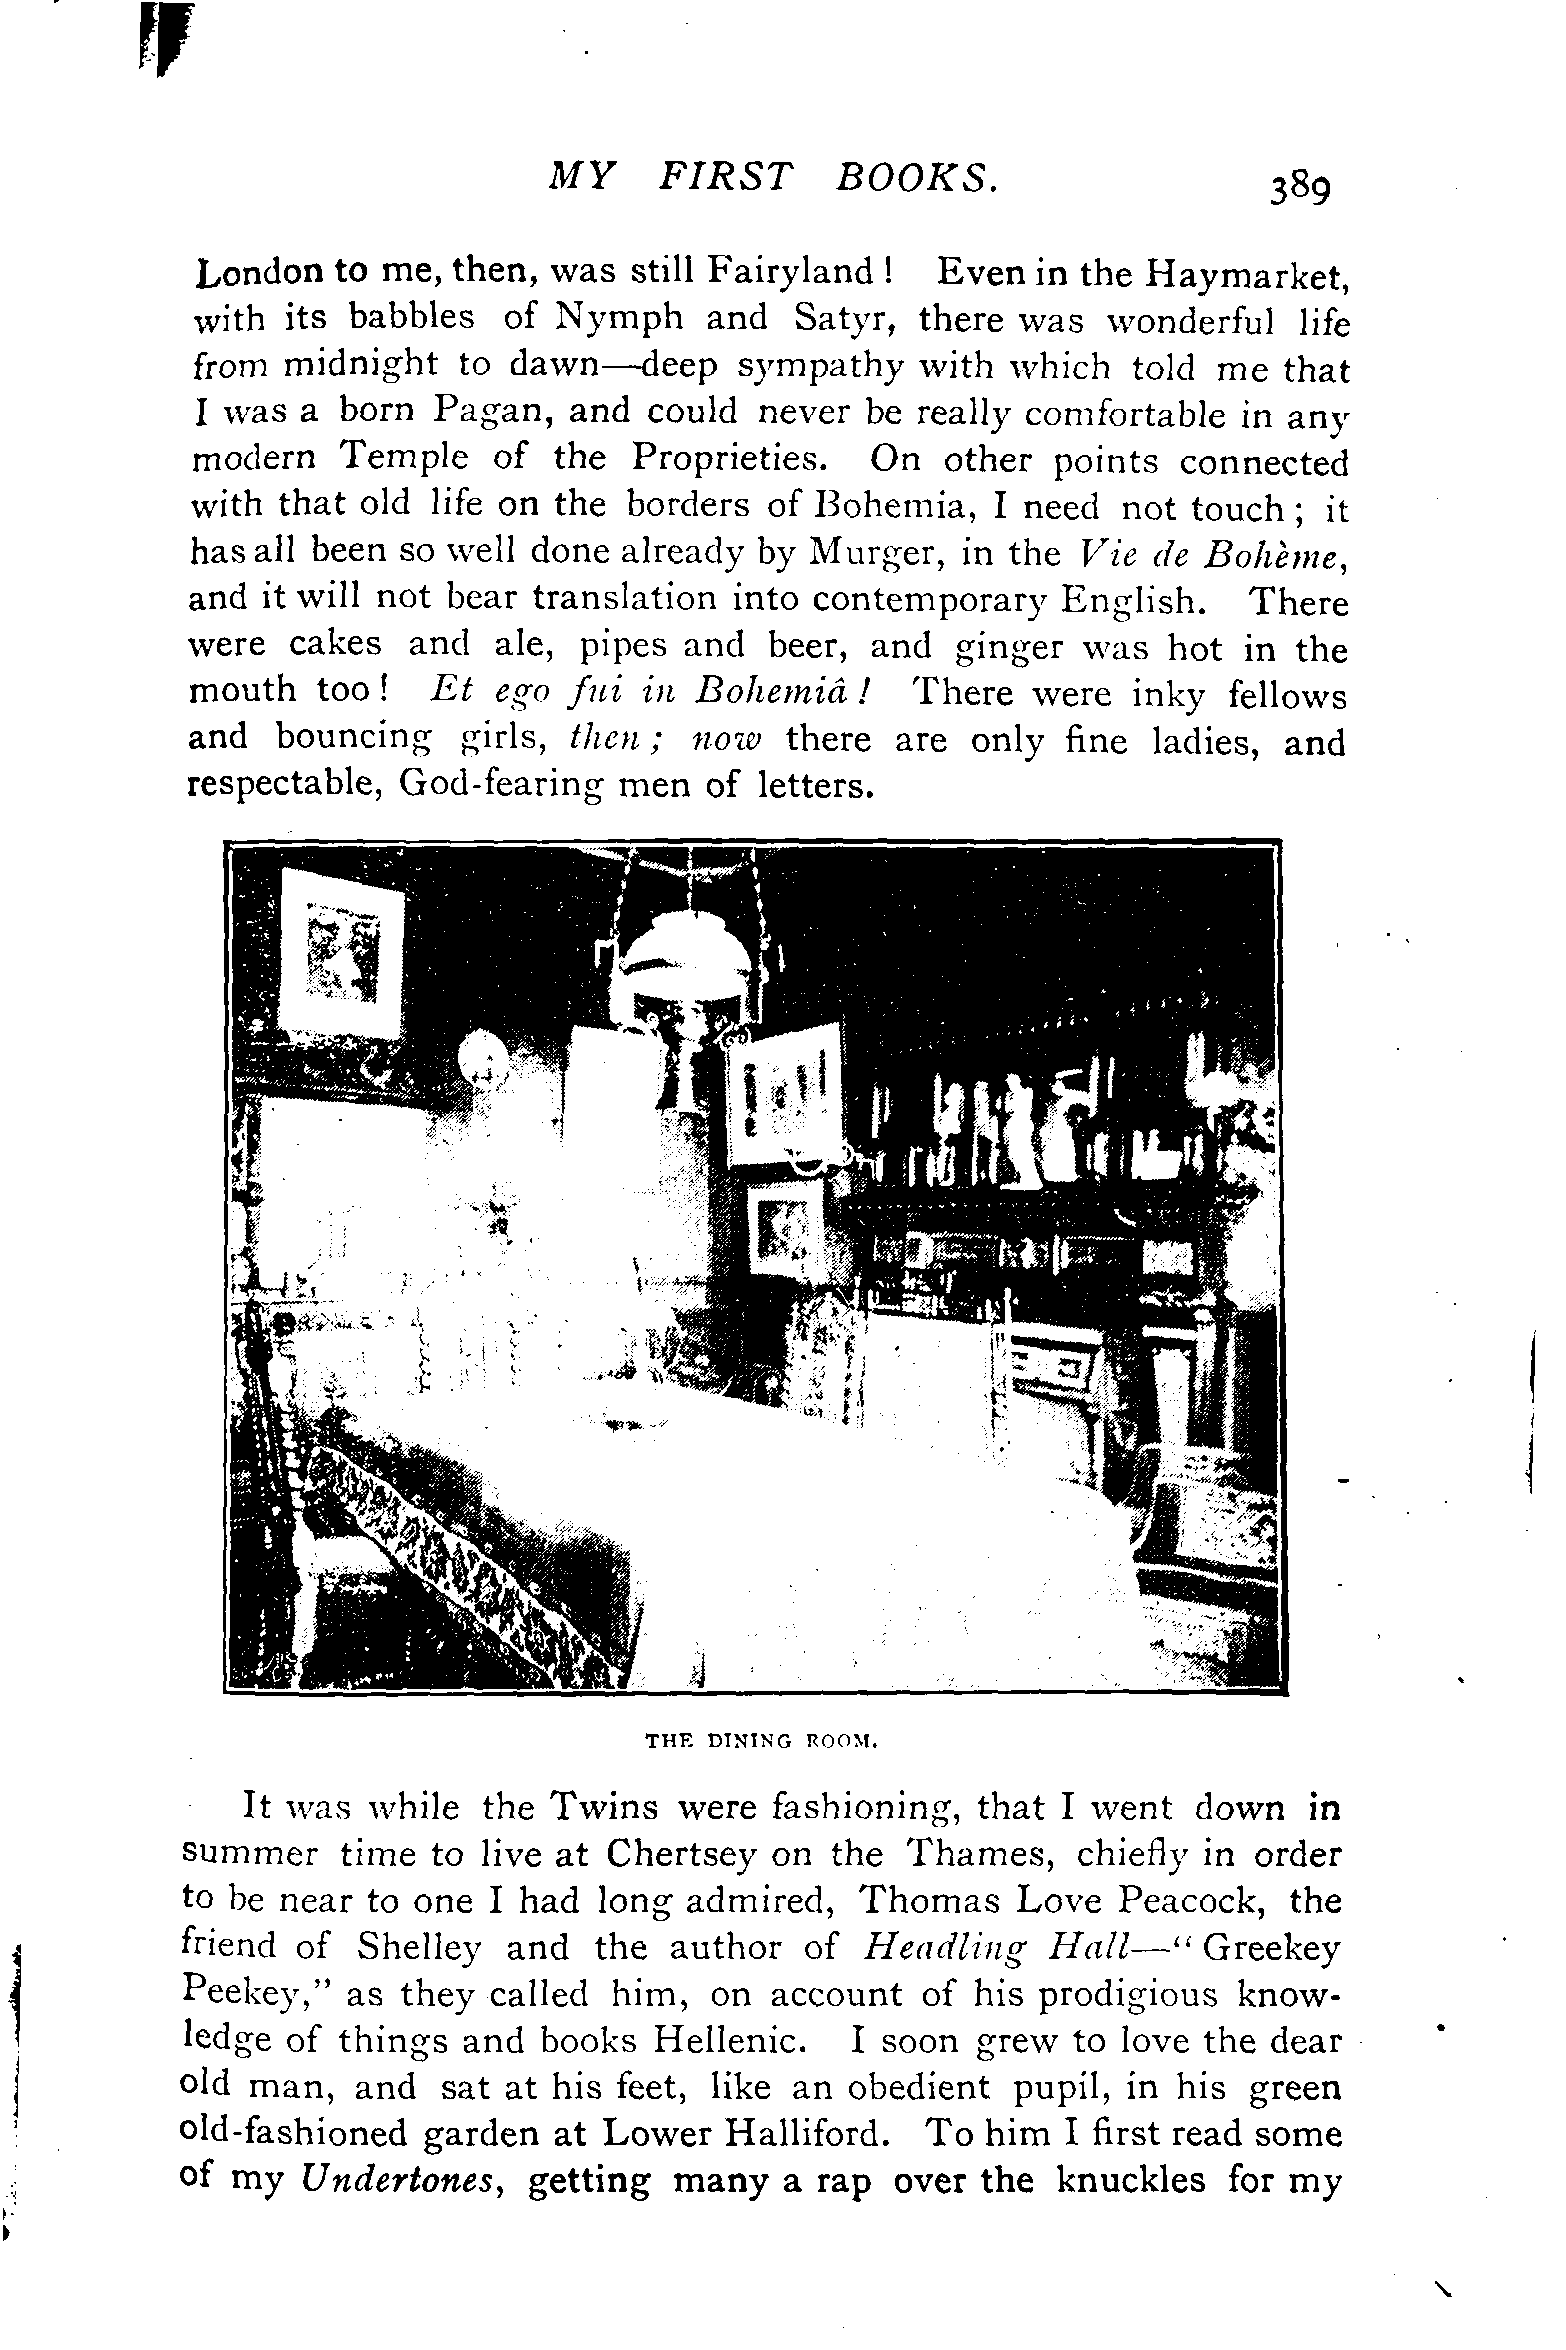 MY FIRST BOOKS. 389
London to me, then, was still Fairyland! Even in the Haymarket,
with its babbles of Nymph and Satyr, there was wonderful life
from midnight to dawn—deep sympathy with which told me that
I was a born Pagan, and could never be really comfortable in any
modern Temple of the Proprieties. On other points connected
with that old life on the borders of Bohemia, I need not touch; it
has all been so well done already by Murger, in the Vie de Bohème,
and it will not bear translation into contemporary English. There
were cakes and ale, pipes and beer, and ginger was hot in the
mouth too! Et ego fui in Bohemiâ! There were inky fellows
and bouncing girls, then; now there are only fine ladies, and
respectable, God-fearing men of letters.
THE DINING ROOM.
It was while the Twins were fashioning, that I went down in
summer time to live at Chertsey on the Thames, chiefly in order
to be near to one I had long admired, Thomas Love Peacock, the
friend of Shelley and the author of Headling Hall—“Greekey
Peekey,” as they called him, on account of his prodigious know-
ledge of things and books Hellenic. I soon grew to love the dear
old man, and sat at his feet, like an obedient pupil, in his green
old-fashioned garden at Lower Halliford. To him I first read some
of my Undertones, getting many a rap over the knuckles for my